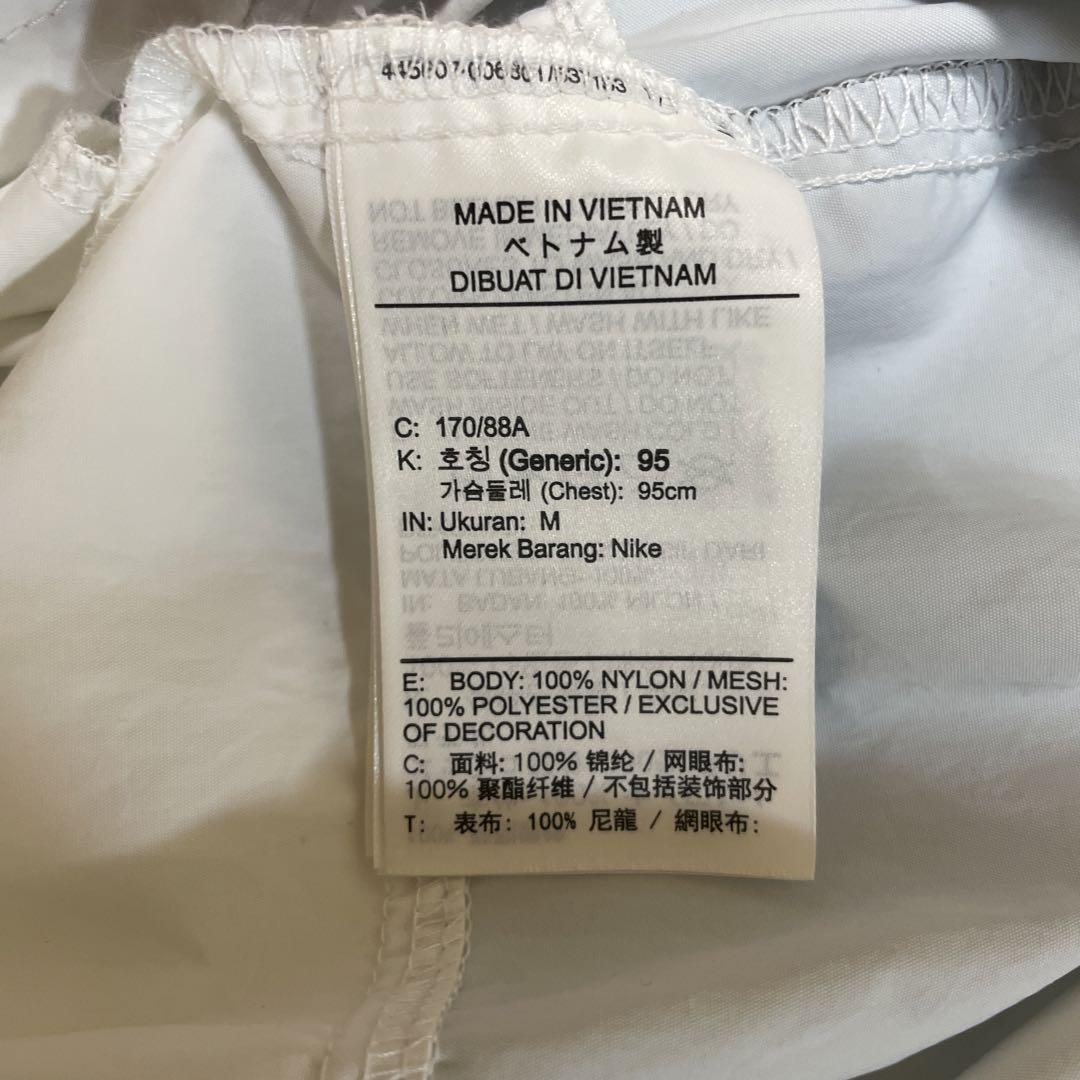 MADE IN VIETNAM
ベトナム製
DIBUAT DI VIETNAM
C: 170/88A
K: 호칭 (Generic): 95
가슴둘레 (Chest): 95cm
IN: Ukuran: M
Merek Barang: Nike
E: BODY: 100% NYLON / MESH:
100% POLYESTER / EXCLUSIVE
OF DECORATION
C: 面料: 100% 锦纶 / 网眼布:
100% 聚酯纤维 / 不包括装饰部分
T: 表布: 100% 尼龍 / 網眼布: